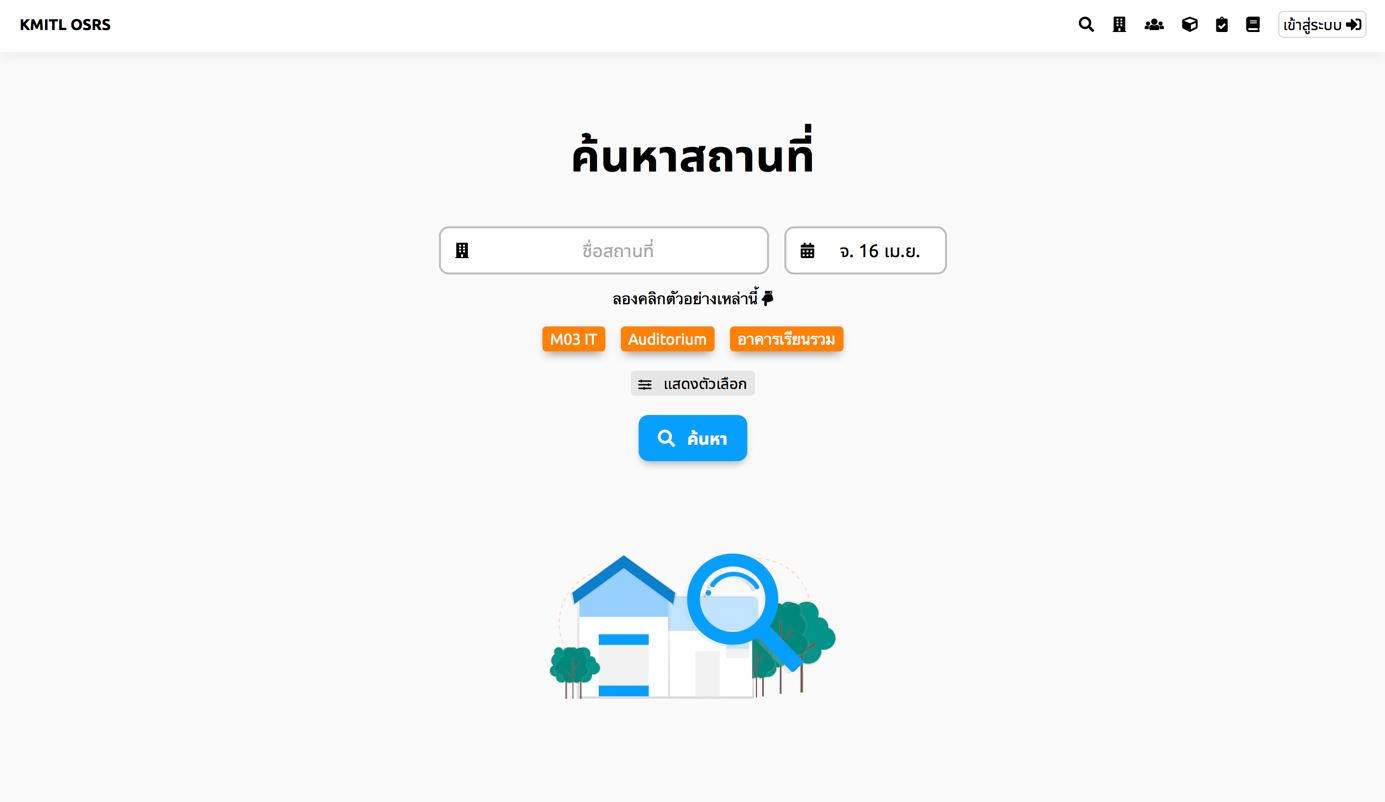 KMITL OSRS
เข้าสู่ระบบ
ค้นหาสถานที่
ชื่อสถานที่
จ. 16 เม.ย.
ลองคลิกตัวอย่างเหล่านี้
M03 IT
Auditorium
อาคารเรียนรวม
แสดงตัวเลือก
ค้นหา